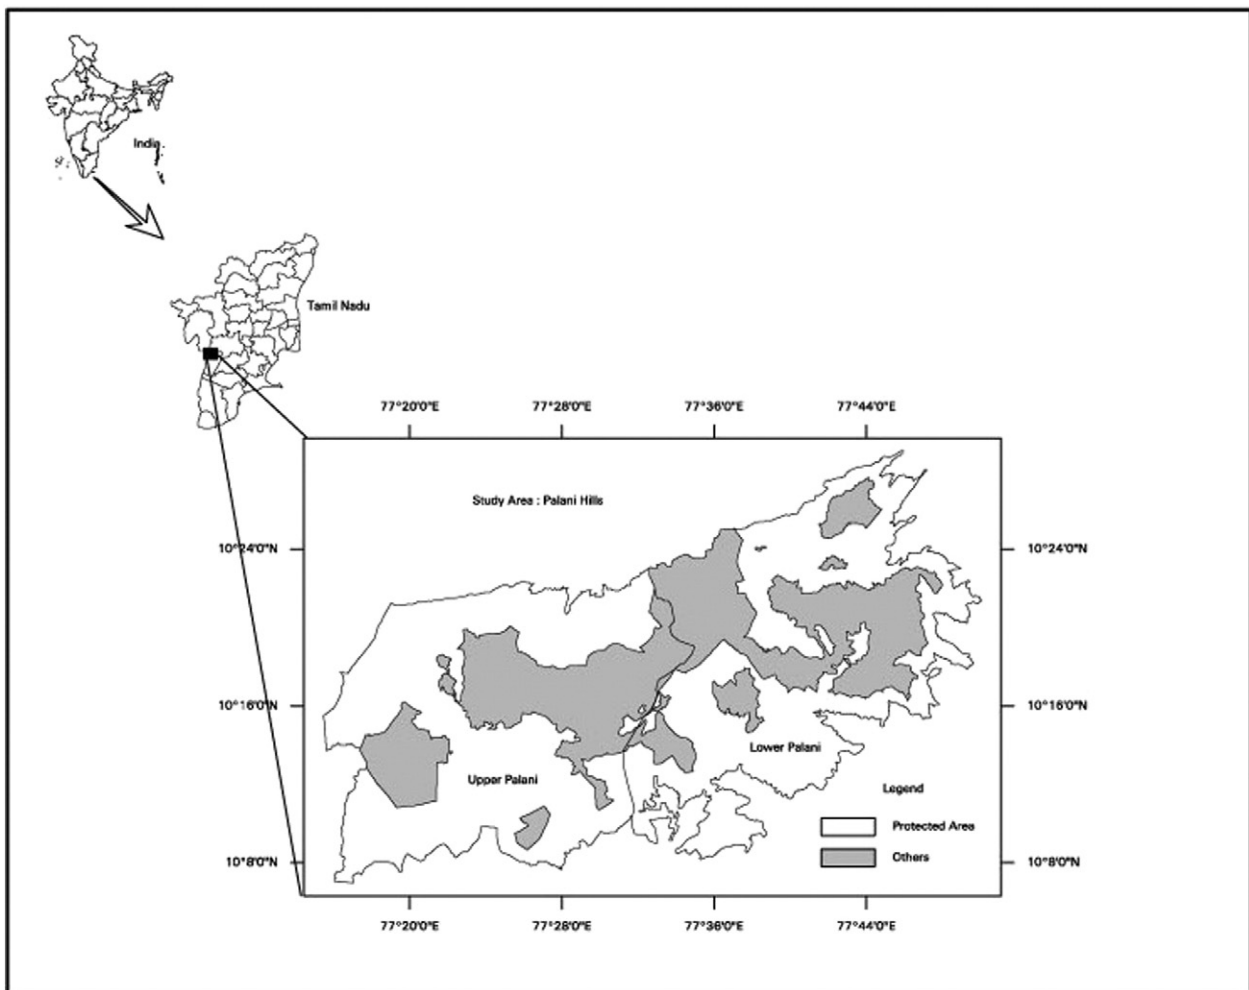 India
Tamil Nadu
77°20'0"E 77°28'0"E 77°36'0"E 77°44'0"E
Study Area : Palani Hills
10°24'0"N 10°24'0"N
10°16'0"N 10°16'0"N
Lower Palani
Upper Palani
Legend
Protected Area
Others
10°8'0"N 10°8'0"N
77°20'0"E 77°28'0"E 77°36'0"E 77°44'0"E